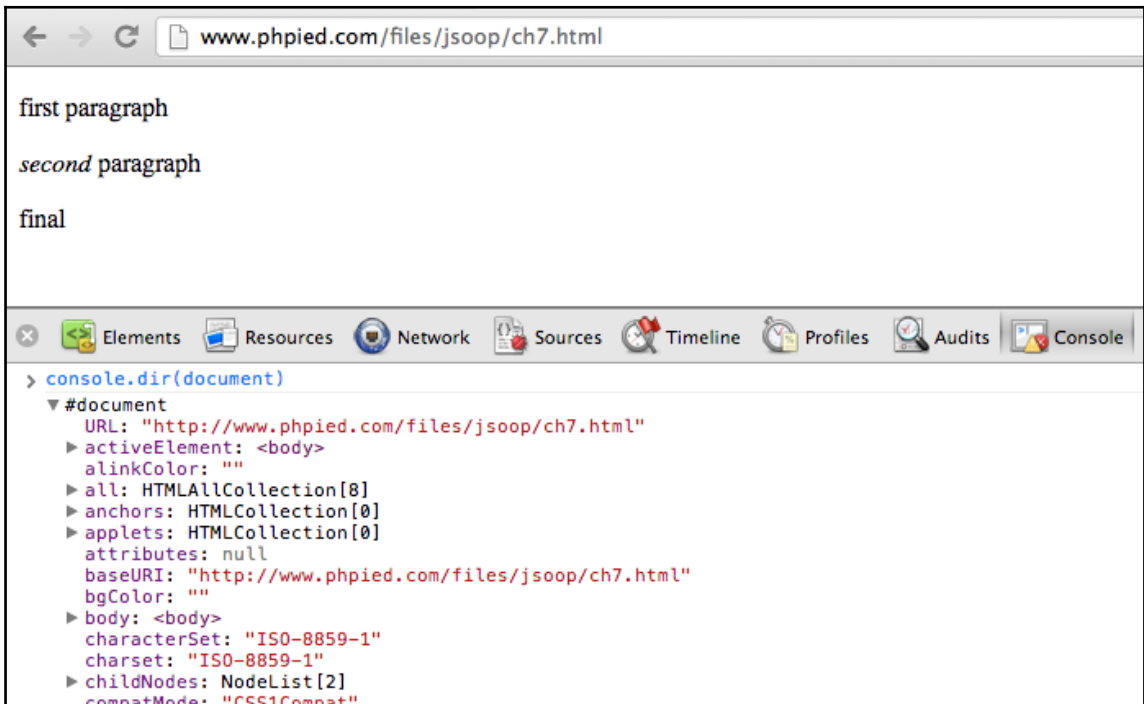 www.phpied.com/files/jsoop/ch7.html
first paragraph
second paragraph
final
Elements Resources Network Sources Timeline Profiles Audits Console
> console.dir(document)
▼#document
URL: "http://www.phpied.com/files/jsoop/ch7.html"
▶activeElement: <body>
alinkColor: ""
▶all: HTMLAllCollection[8]
▶anchors: HTMLCollection[0]
▶applets: HTMLCollection[0]
attributes: null
baseURI: "http://www.phpied.com/files/jsoop/ch7.html"
bgColor: ""
▶body: <body>
characterSet: "ISO-8859-1"
charset: "ISO-8859-1"
▶childNodes: NodeList[2]
compatMode: "CSS1Compat"